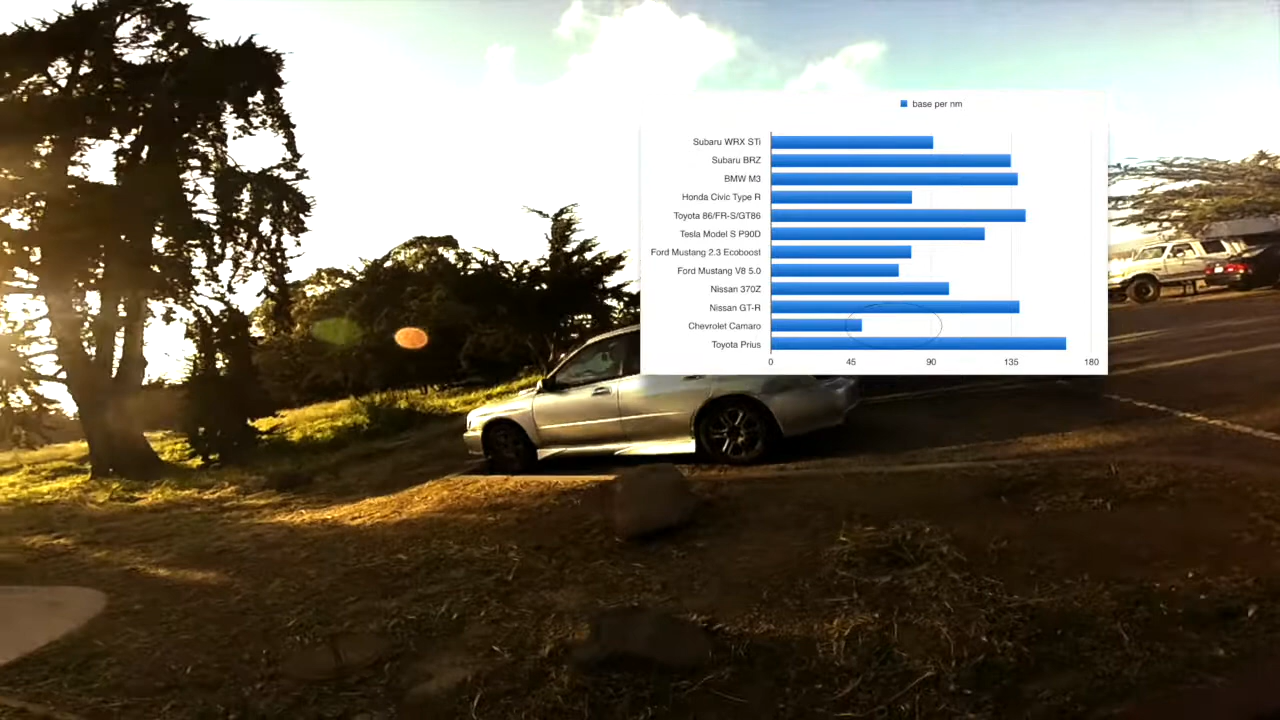 base per nm
Subaru WRX STi
Subaru BRZ
BMW M3
Honda Civic Type R
Toyota 86/FR-S/GT86
Tesla Model S P90D
Ford Mustang 2.3 Ecoboost
Ford Mustang V8 5.0
Nissan 370Z
Nissan GT-R
Chevrolet Camaro
Toyota Prius
0 45 90 135 180